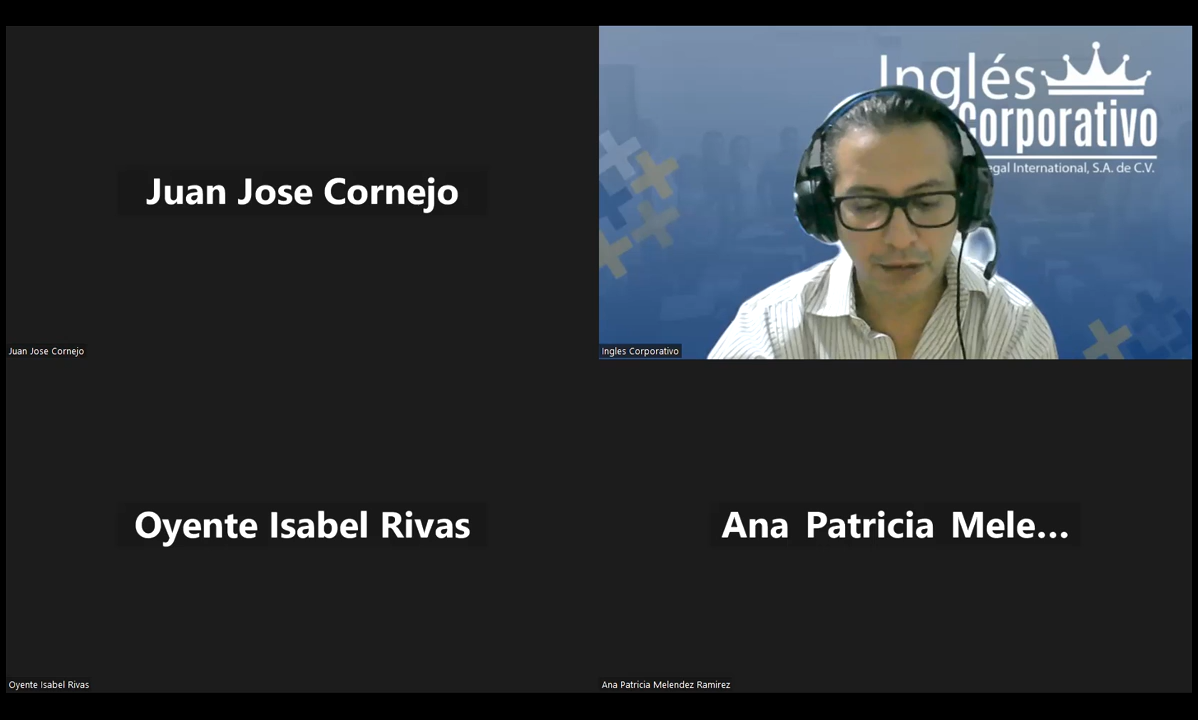 Juan Jose Cornejo
Juan Jose Cornejo
Inglés
Corporativo
egal International, S.A. de C.V.
Ingles Corporativo
Oyente Isabel Rivas
Oyente Isabel Rivas
Ana Patricia Mele...
Ana Patricia Melendez Ramirez